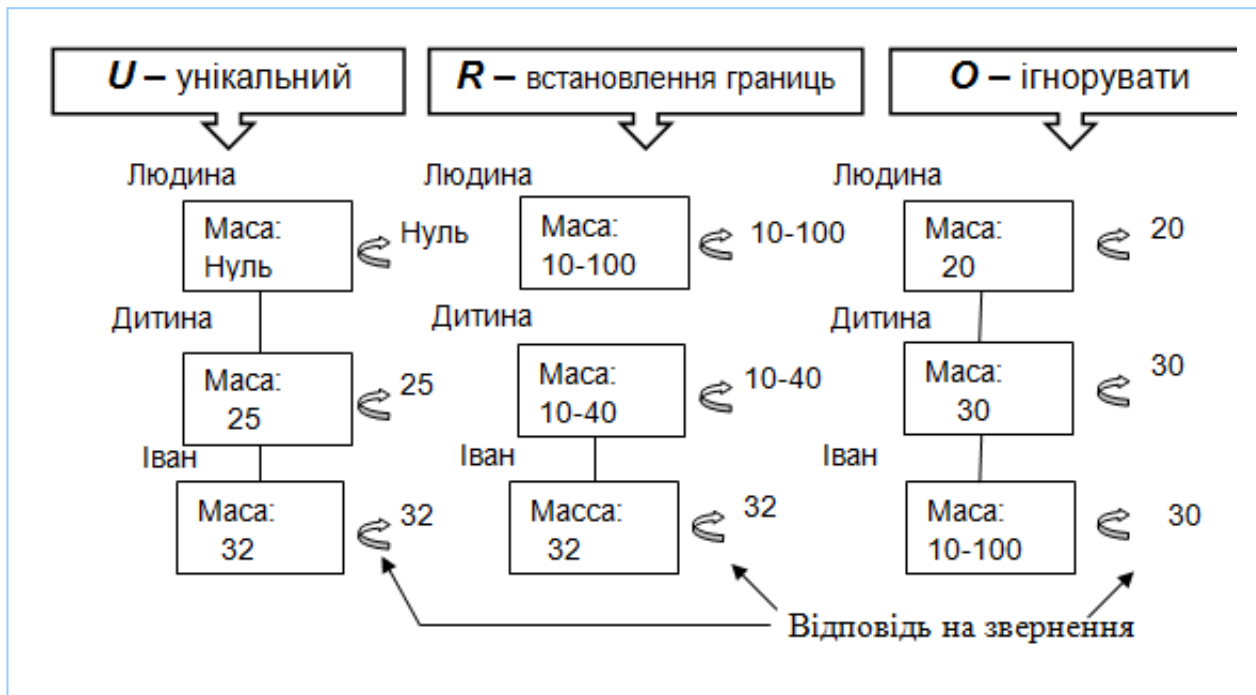 U – унікальний
R – встановлення границь
O – ігнорувати
Людина
Маса:
Нуль
Нуль
Дитина
Маса:
25
25
Іван
Маса:
32
32
Людина
Маса:
10-100
10-100
Дитина
Маса:
10-40
10-40
Іван
Масса:
32
32
Людина
Маса:
20
20
Дитина
Маса:
30
30
Іван
Маса:
10-100
30
Відповідь на звернення